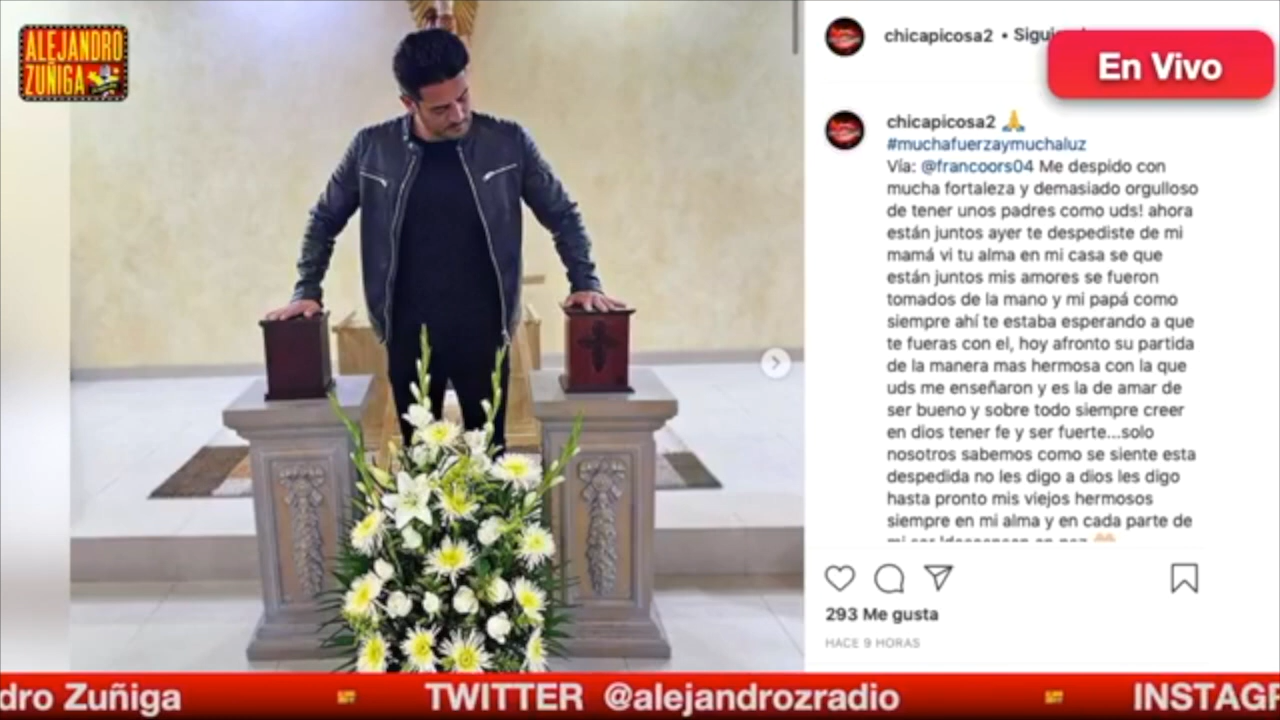 ALEJANDRO
ZUÑIGA
chicapicosa2 •
En Vivo
chicapicosa2 🙏
#muchafuerzaymuchaluz
Vía: @francoors04 Me despido con
mucha fortaleza y demasiado orgulloso
de tener unos padres como uds! ahora
están juntos ayer te despediste de mi
mamá vi tu alma en mi casa se que
están juntos mis amores se fueron
tomados de la mano y mi papá como
siempre ahí te estaba esperando a que
te fueras con el, hoy afronto su partida
de la manera mas hermosa con la que
uds me enseñaron y es la de amar de
ser bueno y sobre todo siempre creer
en dios tener fe y ser fuerte...solo
nosotros sabemos como se siente esta
despedida no les digo a dios les digo
hasta pronto mis viejos hermosos
siempre en mi alma y en cada parte de
293 Me gusta
HACE 9 HORAS
dro Zuñiga TWITTER @alejandrozradio INSTAGR